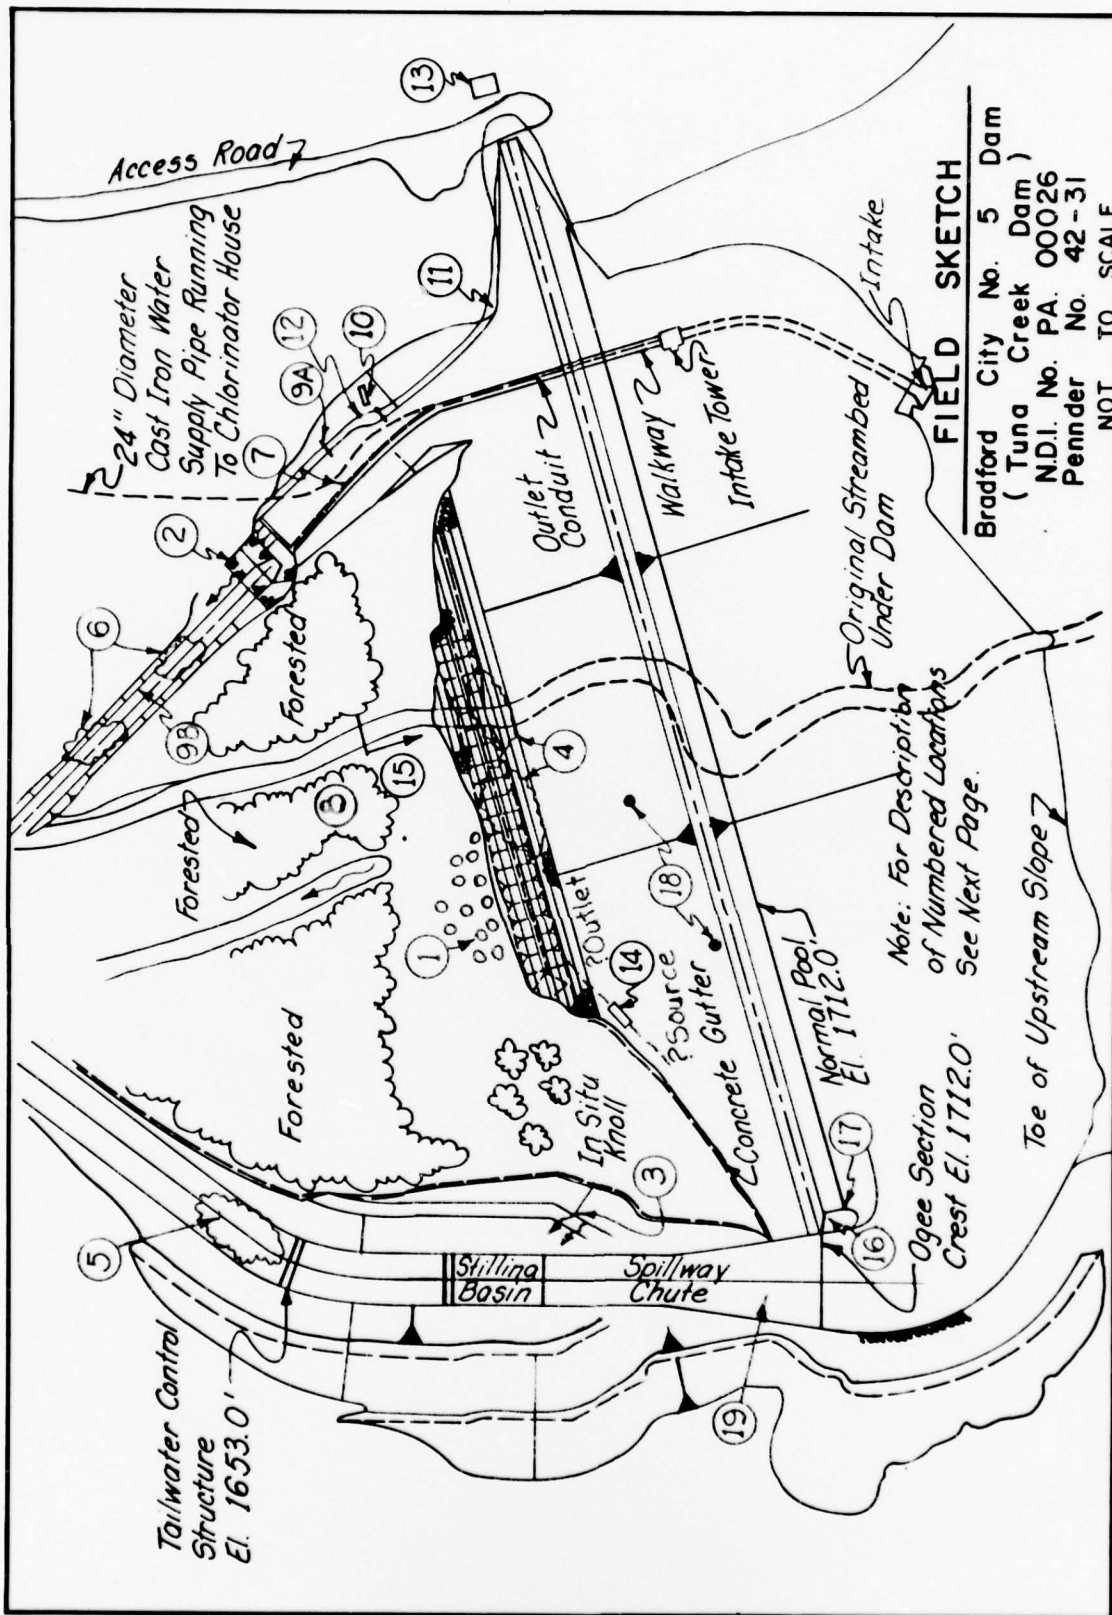 Tailwater Control
Structure
El. 1653.0'
5
Forested
Forested
Forested
8
15
9B
6
2
7
9A
12
10
24" Diameter
Cast Iron Water
Supply Pipe Running
To Chlorinator House
Access Road
13
11
Stilling
Basin
Spillway
Chute
19
3
In Situ
Knoll
1
?Outlet
14
?Source
Gutter
Concrete
4
18
Outlet
Conduit
Walkway
Intake Tower
Normal Pool
El. 1712.0'
17
16
Ogee Section
Crest El. 1712.0'
Toe of Upstream Slope
Original Streambed
Under Dam
Intake
Note: For Description
of Numbered Locations
See Next Page.
FIELD SKETCH
Bradford City No. 5 Dam
( Tuna Creek Dam )
N.D.I. No. PA. 00026
Pennder No. 42-31
NOT TO SCALE